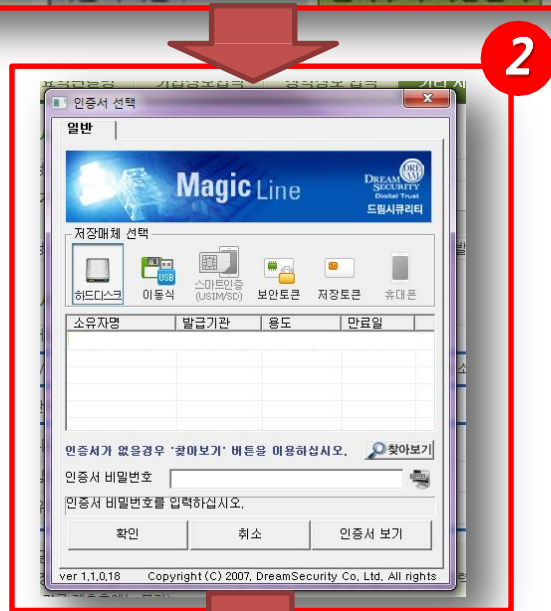 2
인증서 선택
일반
Magic Line
DREAM
SECURITY
Digital Trust
드림시큐리티
저장매체 선택
USB
하드디스크 이동식 스마트인증 (USIM/SD) 보안토큰 저장토큰 휴대폰
소유자명 발급기관 용도 만료일
인증서가 없을경우 '찾아보기' 버튼을 이용하십시오. 찾아보기
인증서 비밀번호
인증서 비밀번호를 입력하십시오.
확인 취소 인증서 보기
ver 1,1,0,18 Copyright (C) 2007, DreamSecurity Co, Ltd, All rights